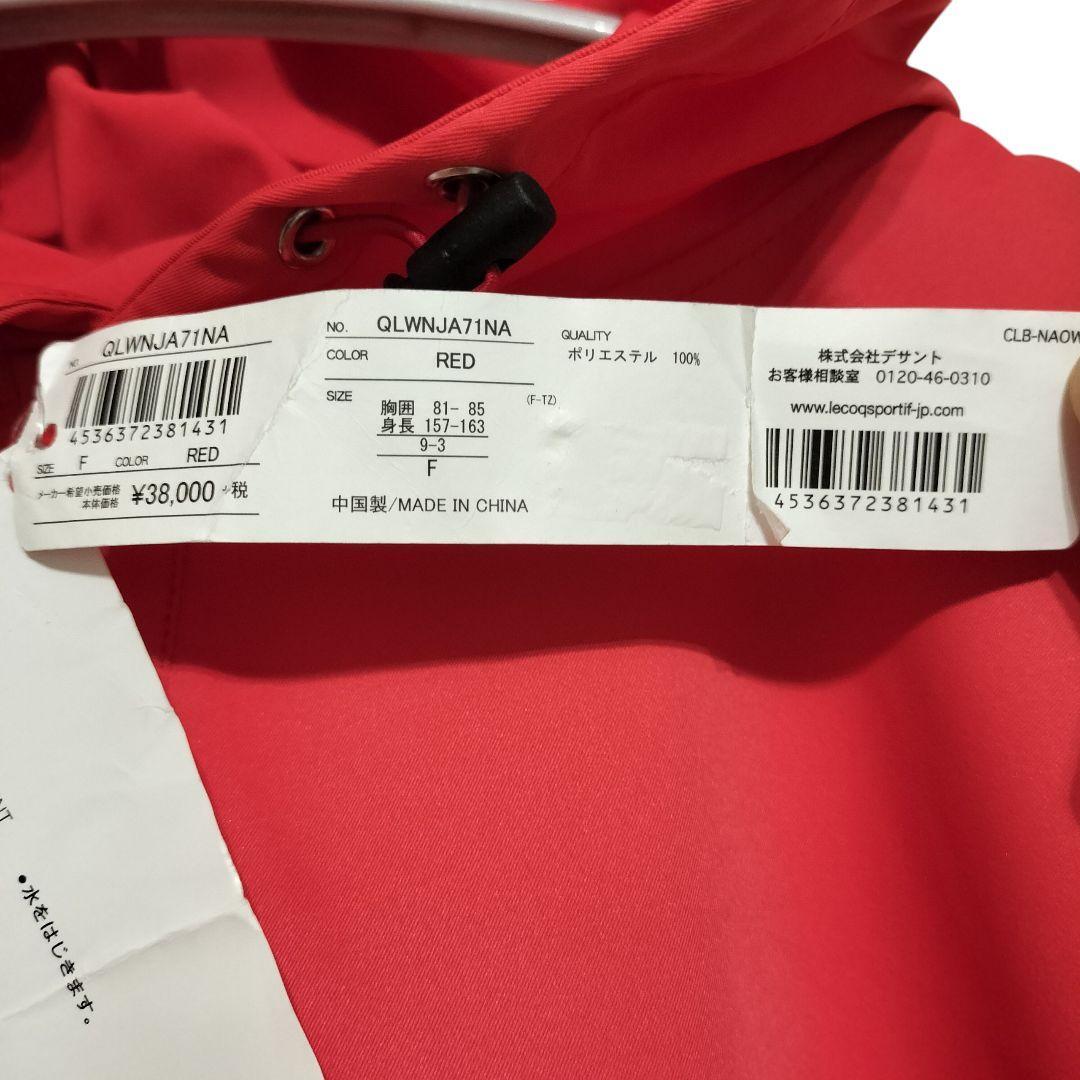 NO. QLWNJA71NA
4536372381431
SIZE F COLOR RED
メーカー希望小売価格
本体価格 ¥38,000 +税
NO. QLWNJA71NA
COLOR RED
SIZE (F-TZ)
胸囲 81- 85
身長 157-163
9-3
F
中国製/MADE IN CHINA
QUALITY
ポリエステル 100%
CLB-NAOW
株式会社デサント
お客様相談室 0120-46-0310
www.lecoqsportif-jp.com
4536372381431
NT
●水をはじきます。